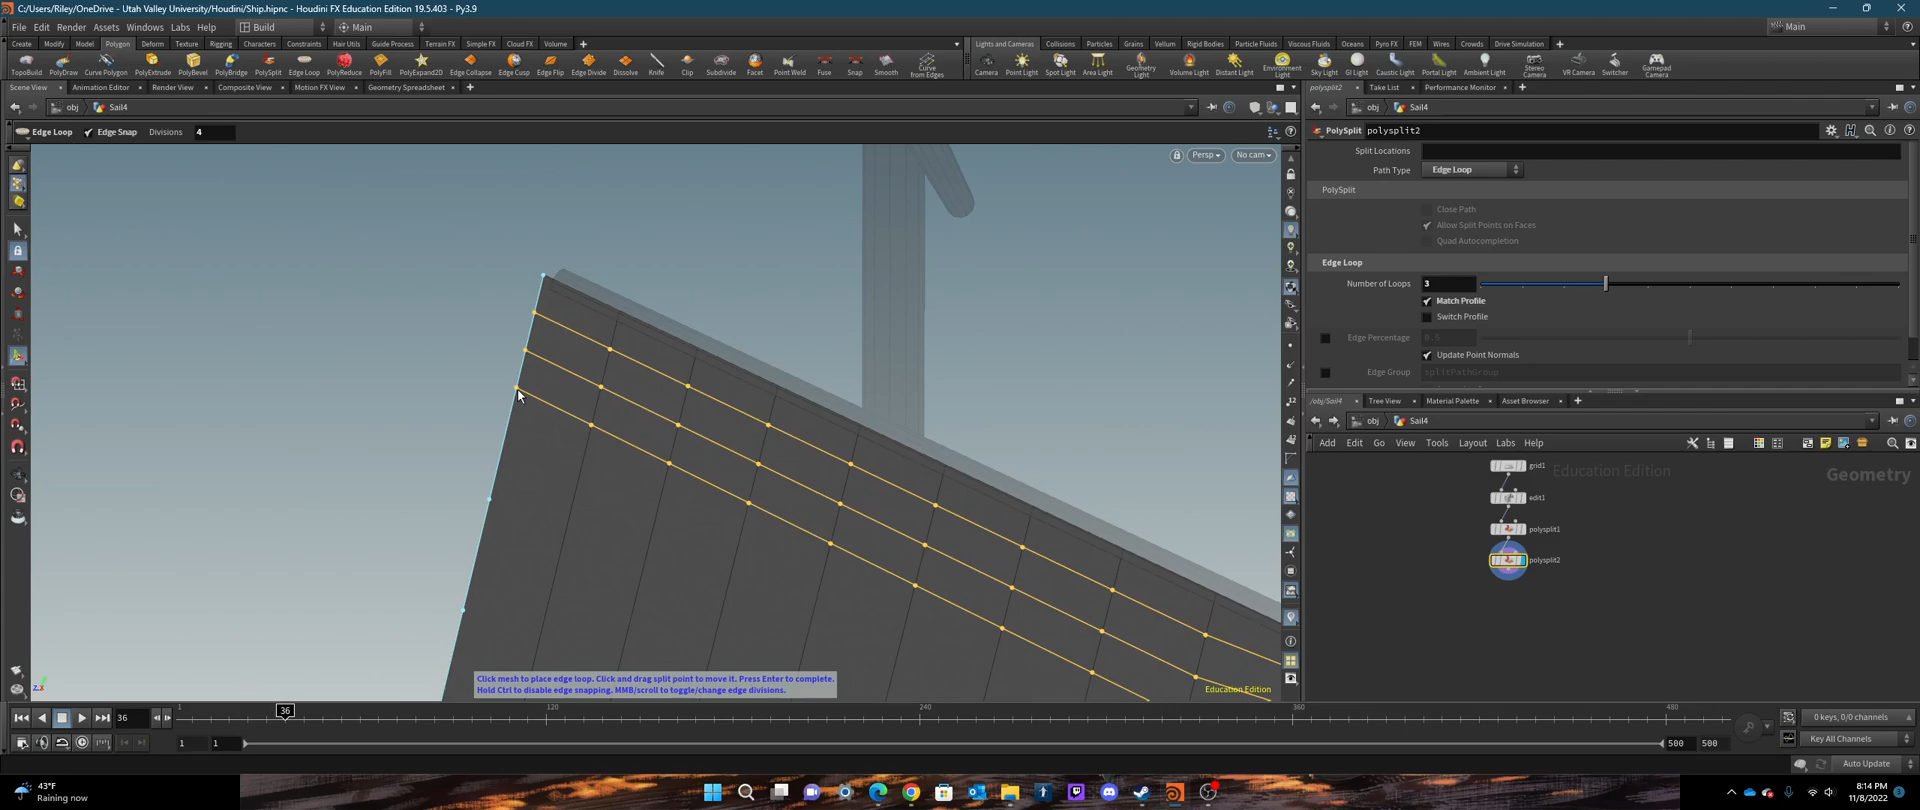 C:/Users/Riley/OneDrive - Utah Valley University/Houdini/Ship.hipnc - Houdini FX Education Edition 19.5.403 - Py3.9
File Edit Render Assets Windows Labs Help Build Main Main
Create Modify Model Polygon Deform Texture Rigging Characters Constraints Hair Utils Guide Process Terrain FX Simple FX Cloud FX Volume
Lights and Cameras Collisions Particles Grains Vellum Rigid Bodies Particle Fluids Viscous Fluids Oceans Pyro FX FEM Wires Crowds Drive Simulation
TopoBuild PolyDraw Curve Polygon PolyExtrude PolyBevel PolyBridge PolySplit Edge Loop PolyReduce PolyFill PolyExpand2D Edge Collapse Edge Cusp Edge Flip Edge Divide Dissolve Knife Clip Subdivide Facet Point Weld Fuse Snap Smooth Curve from Edges
Camera Point Light Spot Light Area Light Geometry Light Volume Light Distant Light Environment Light Sky Light GI Light Caustic Light Portal Light Ambient Light Stereo Camera VR Camera Switcher Gamepad Camera
Scene View Animation Editor Render View Composite View Motion FX View Geometry Spreadsheet
polysplit2 Take List Performance Monitor
obj Sail4
obj Sail4
Edge Loop Edge Snap Divisions 4
PolySplit polysplit2
Persp No cam
Split Locations
Path Type Edge Loop
PolySplit
Close Path
Allow Split Points on Faces
Quad Autocompletion
Edge Loop
Number of Loops 3
Match Profile
Switch Profile
Edge Percentage 0.5
Update Point Normals
Edge Group splitPathGroup
/obj/Sail4 Tree View Material Palette Asset Browser
obj Sail4
Add Edit Go View Tools Layout Labs Help
Education Edition
Geometry
grid1
edit1
polysplit1
polysplit2
12
Click mesh to place edge loop. Click and drag split point to move it. Press Enter to complete.
Hold Ctrl to disable edge snapping. MMB/scroll to toggle/change edge divisions.
Education Edition
z x
36 1 36 120 240 360 480
0 keys, 0/0 channels
1 1 500 500
Key All Channels
Auto Update
43°F
Raining now
8:14 PM
11/8/2022
3